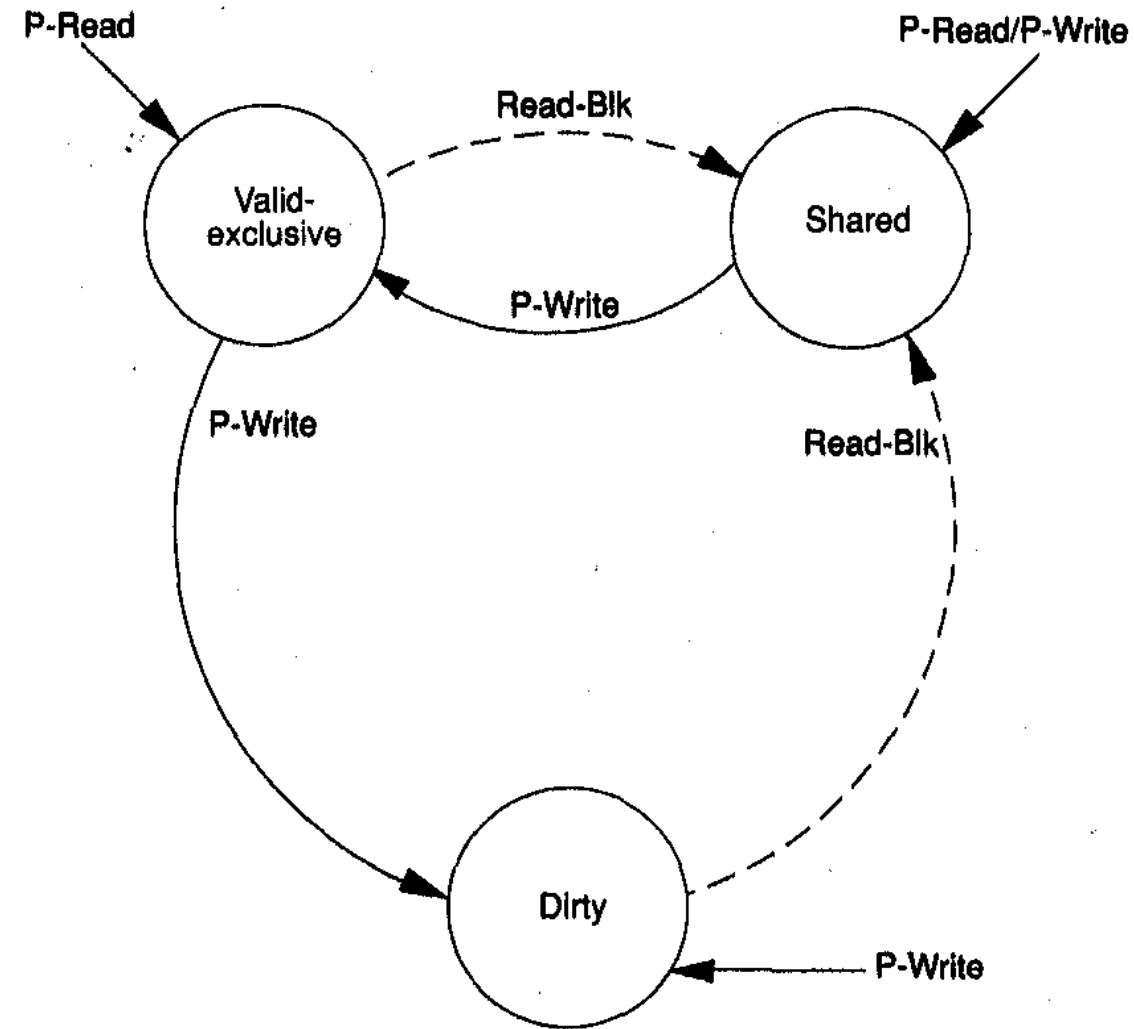 P-Read
P-Read/P-Write
Read-Blk
Valid-
exclusive
Shared
P-Write
P-Write
Read-Blk
Dirty
P-Write